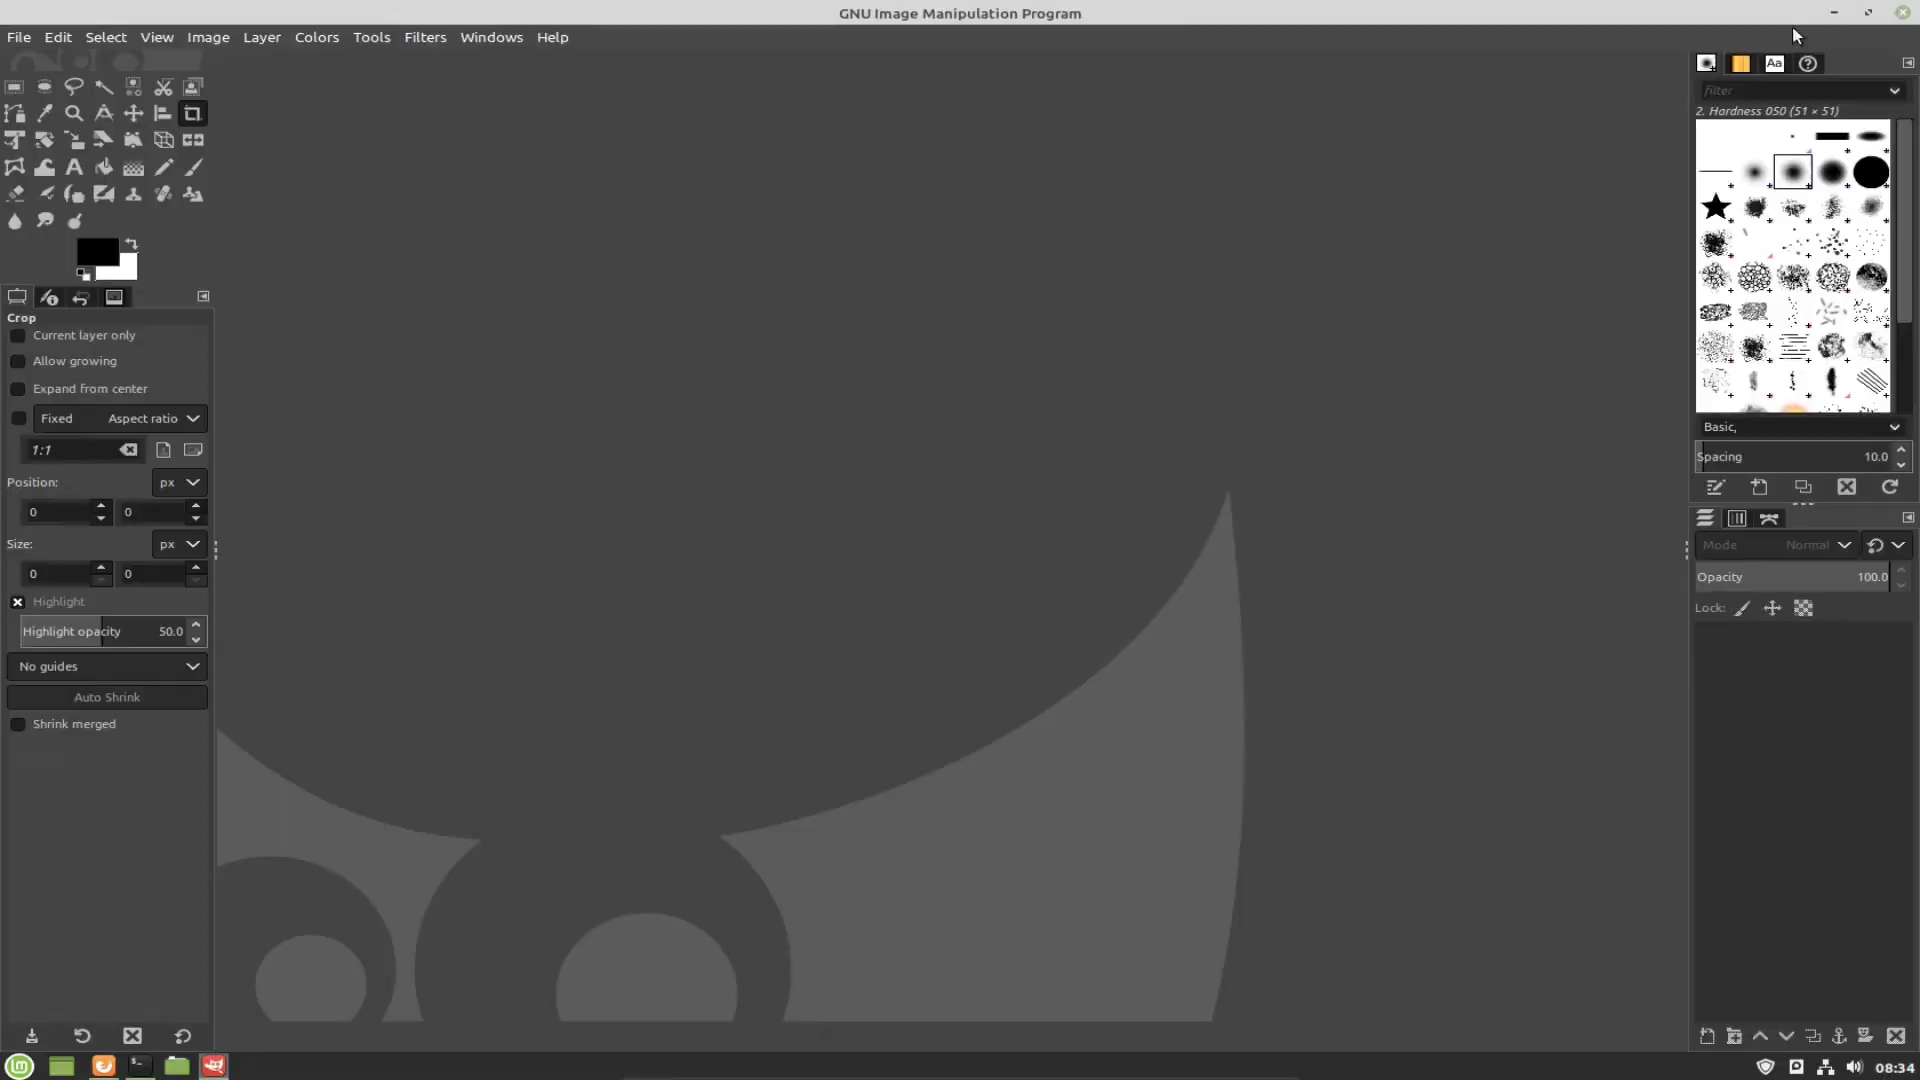 GNU Image Manipulation Program
File Edit Select View Image Layer Colors Tools Filters Windows Help
Aa
filter
2. Hardness 050 (51 × 51)
Crop
Current layer only
Allow growing
Expand from center
Fixed Aspect ratio
1:1
Position: px
0 0
Size: px
0 0
Highlight
Highlight opacity 50.0
No guides
Auto Shrink
Shrink merged
Basic,
Spacing 10.0
Mode Normal
Opacity 100.0
Lock:
08:34